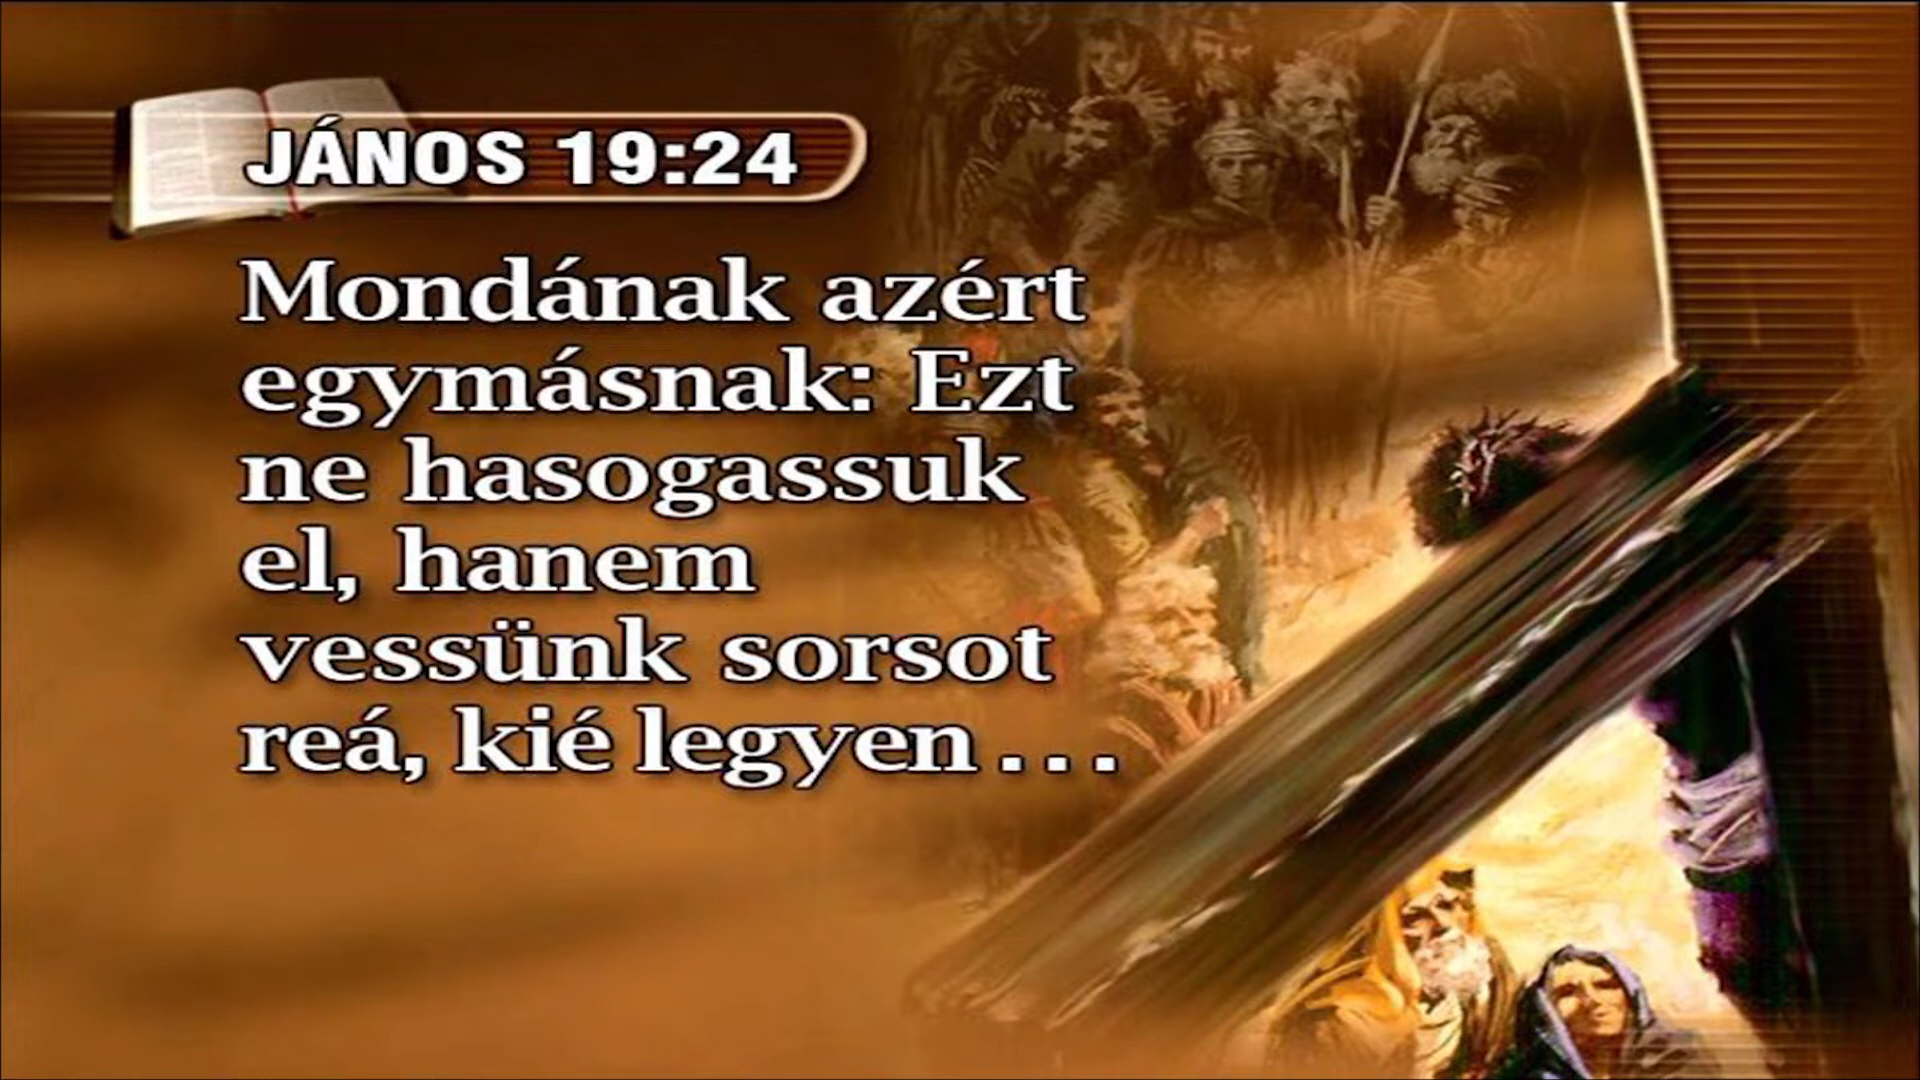 JÁNOS 19:24
Mondának azért
egymásnak: Ezt
ne hasogassuk
el, hanem
vessünk sorsot
reá, kié legyen...